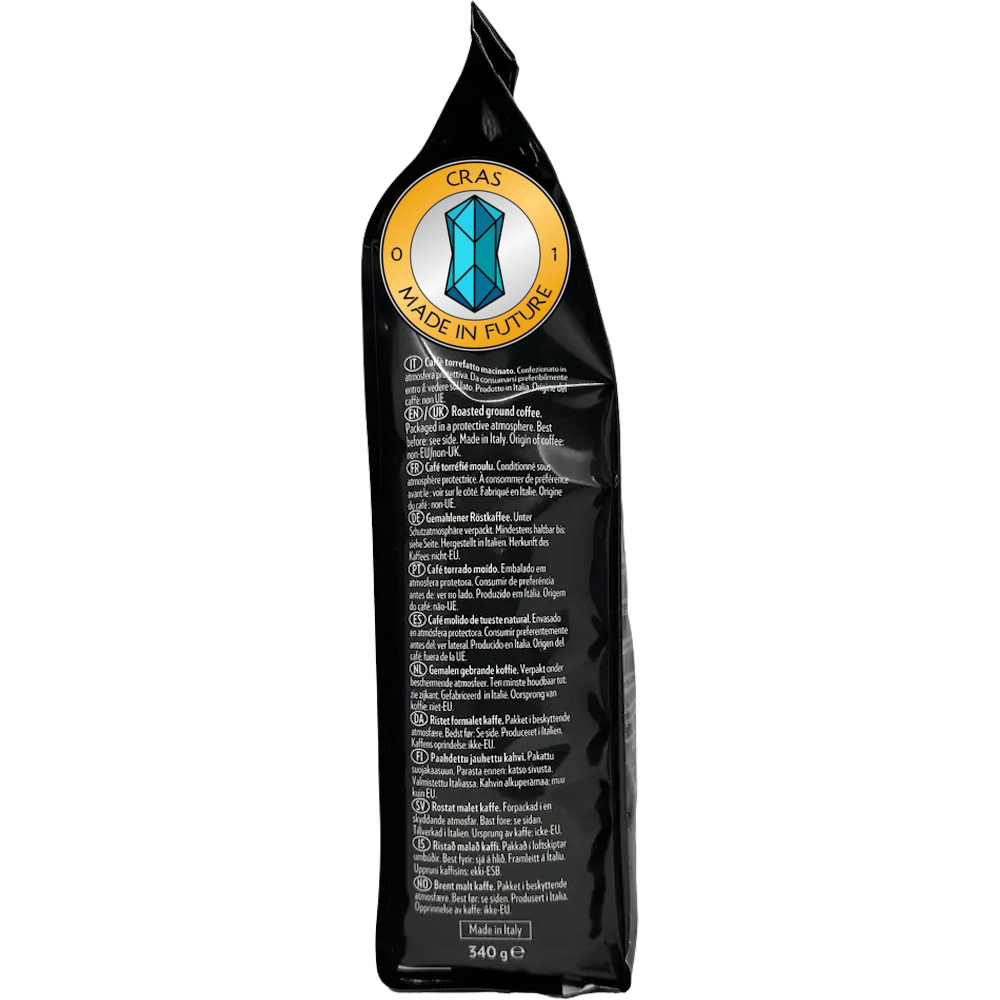 CRAS
0 1
MADE IN FUTURE
IT Caffè torrefatto macinato. Confezionato in
atmosfera protettiva. Da consumarsi preferibilmente
entro il: vedere sul lato. Prodotto in Italia. Origine del
caffè: non UE.
EN/UK Roasted ground coffee.
Packaged in a protective atmosphere. Best
before: see side. Made in Italy. Origin of coffee:
non-EU/non-UK.
FR Café torréfié moulu. Conditionné sous
atmosphère protectrice. À consommer de préférence
avant le: voir sur le côté. Fabriqué en Italie. Origine
du café: non-UE.
DE Gemahlener Röstkaffee. Unter
Schutzatmosphäre verpackt. Mindestens haltbar bis:
siehe Seite. Hergestellt in Italien. Herkunft des
Kaffees: nicht-EU.
PT Café torrado moído. Embalado em
atmosfera protetora. Consumir de preferência
antes de: ver no lado. Produzido em Itália. Origem
do café: não-UE.
ES Café molido de tueste natural. Envasado
en atmósfera protectora. Consumir preferentemente
antes del: ver lateral. Producido en Italia. Origen del
café: fuera de la UE.
NL Gemalen gebrande koffie. Verpakt onder
beschermende atmosfeer. Ten minste houdbaar tot:
zie zijkant. Gefabriceerd in Italië. Oorsprong van
koffie: niet-EU.
DA Ristet formalet kaffe. Pakket i beskyttende
atmosfære. Bedst før: Se side. Produceret i Italien.
Kaffens oprindelse: ikke-EU.
FI Paahdettu jauhettu kahvi. Pakattu
suojakaasuun. Parasta ennen: katso sivusta.
Valmistettu Italiassa. Kahvin alkuperämaa: muu
kuin EU.
SV Rostat malet kaffe. Förpackad i en
skyddande atmosfär. Bäst före: se sidan.
Tillverkad i Italien. Ursprung av kaffe: icke-EU.
IS Ristað malað kaffi. Pakkað í loftskiptar
umbúðir. Best fyrir: sjá á hlið. Framleitt á Ítalíu.
Uppruni kaffisins: ekki-ESB.
NO Brent malt kaffe. Pakket i beskyttende
atmosfære. Best før: se siden. Produsert i Italia.
Opprinnelse av kaffe: ikke-EU.
Made in Italy
340 g ℮